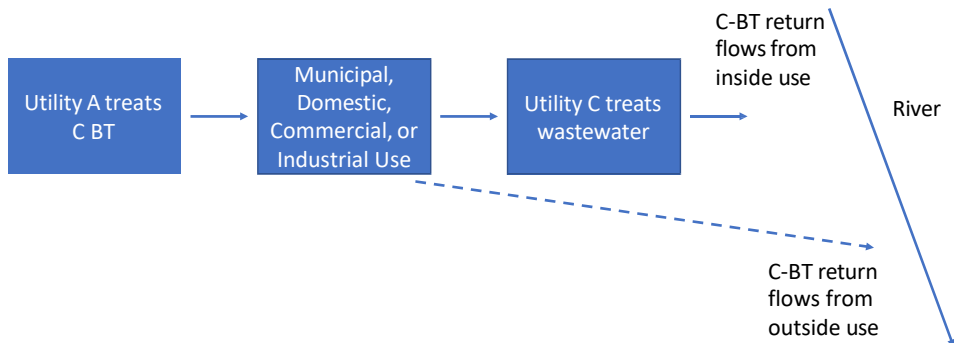 Utility A treats
C BT
Municipal,
Domestic,
Commercial, or
Industrial Use
Utility C treats
wastewater
C-BT return
flows from
inside use
River
C-BT return
flows from
outside use